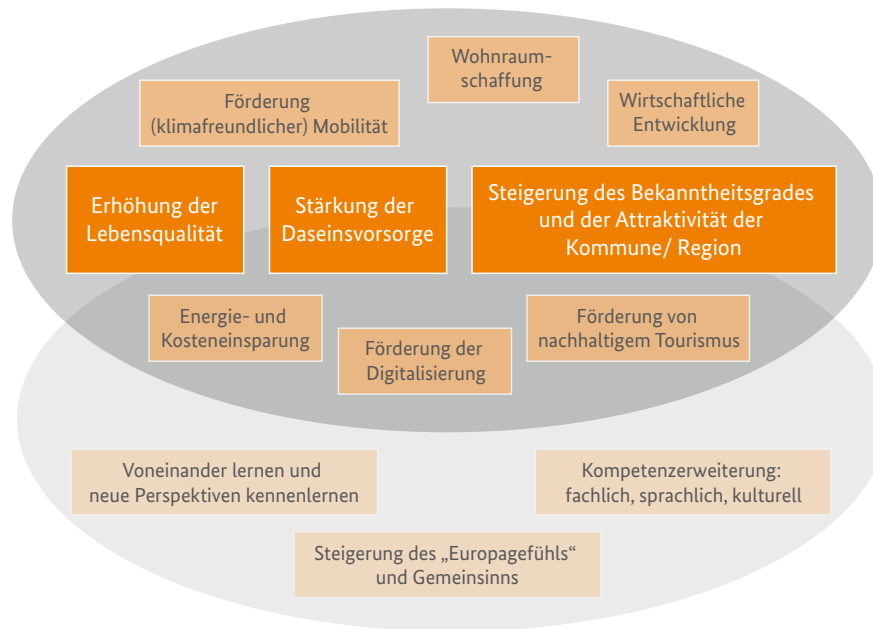 Wohnraum-
schaffung
Förderung
(klimafreundlicher) Mobilität
Wirtschaftliche
Entwicklung
Erhöhung der
Lebensqualität
Stärkung der
Daseinsvorsorge
Steigerung des Bekanntheitsgrades
und der Attraktivität der
Kommune/ Region
Energie- und
Kosteneinsparung
Förderung der
Digitalisierung
Förderung von
nachhaltigem Tourismus
Voneinander lernen und
neue Perspektiven kennenlernen
Kompetenzerweiterung:
fachlich, sprachlich, kulturell
Steigerung des „Europagefühls“
und Gemeinsinns